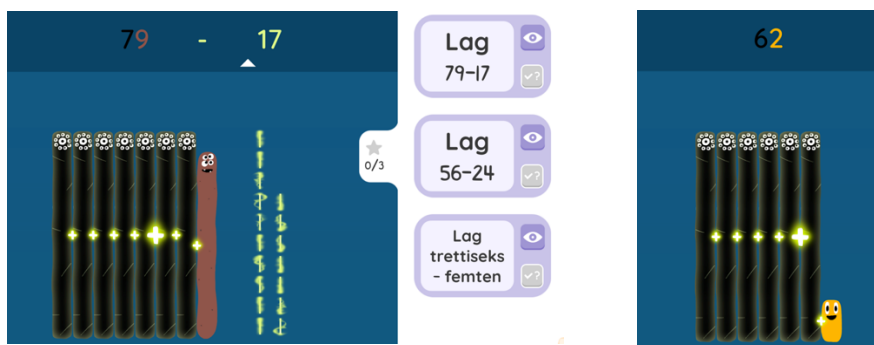 79 - 17
Lag
79-17
0/3
Lag
56-24
Lag
trettiseks
- femten
62